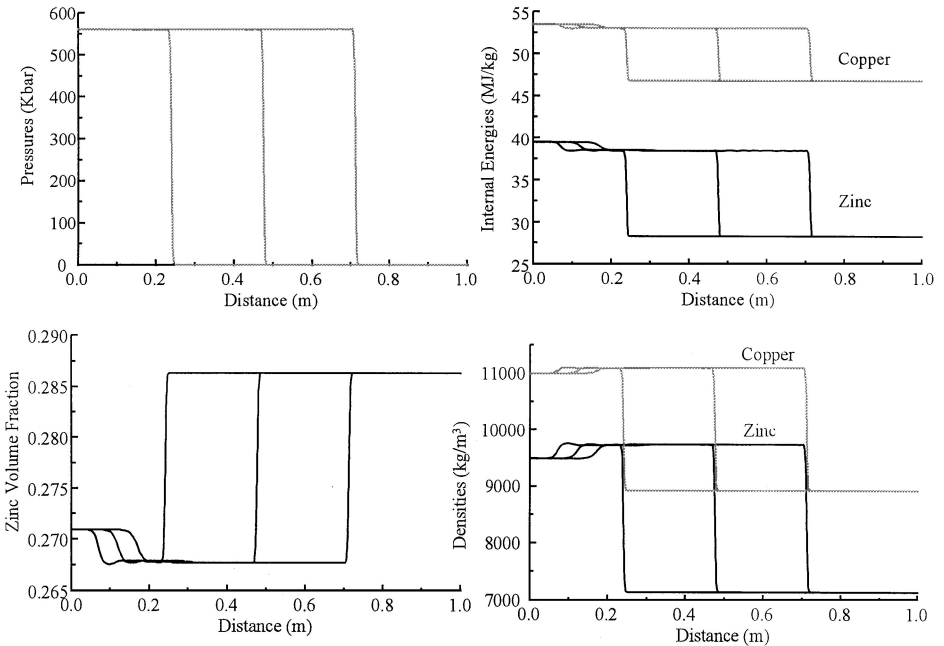 Pressures (Kbar)
600
500
400
300
200
100
0
0.0 0.2 0.4 0.6 0.8 1.0
Distance (m)
Internal Energies (MJ/kg)
55
50
45
40
35
30
25
Copper
Zinc
0.0 0.2 0.4 0.6 0.8 1.0
Distance (m)
Zinc Volume Fraction
0.290
0.285
0.280
0.275
0.270
0.265
0.0 0.2 0.4 0.6 0.8 1.0
Distance (m)
Densities (kg/m³)
Copper
11000
Zinc
10000
9000
8000
7000
0.0 0.2 0.4 0.6 0.8 1.0
Distance (m)